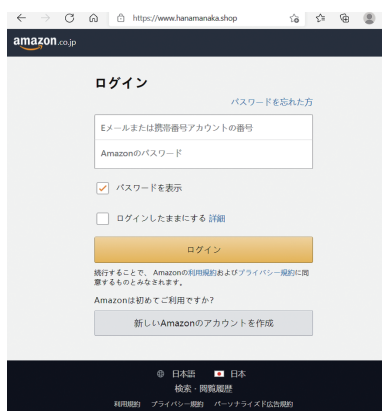 https://www.hanamanaka.shop
amazon.co.jp
ログイン
パスワードを忘れた方
Eメールまたは携帯番号アカウントの番号
Amazonのパスワード
パスワードを表示
ログインしたままにする 詳細
ログイン
続行することで、Amazonの利用規約およびプライバシー規約に同
意するものとみなされます。
Amazonは初めてご利用ですか?
新しいAmazonのアカウントを作成
日本語 日本
検索・閲覧履歴
利用規約 プライバシー規約 パーソナライズド広告規約